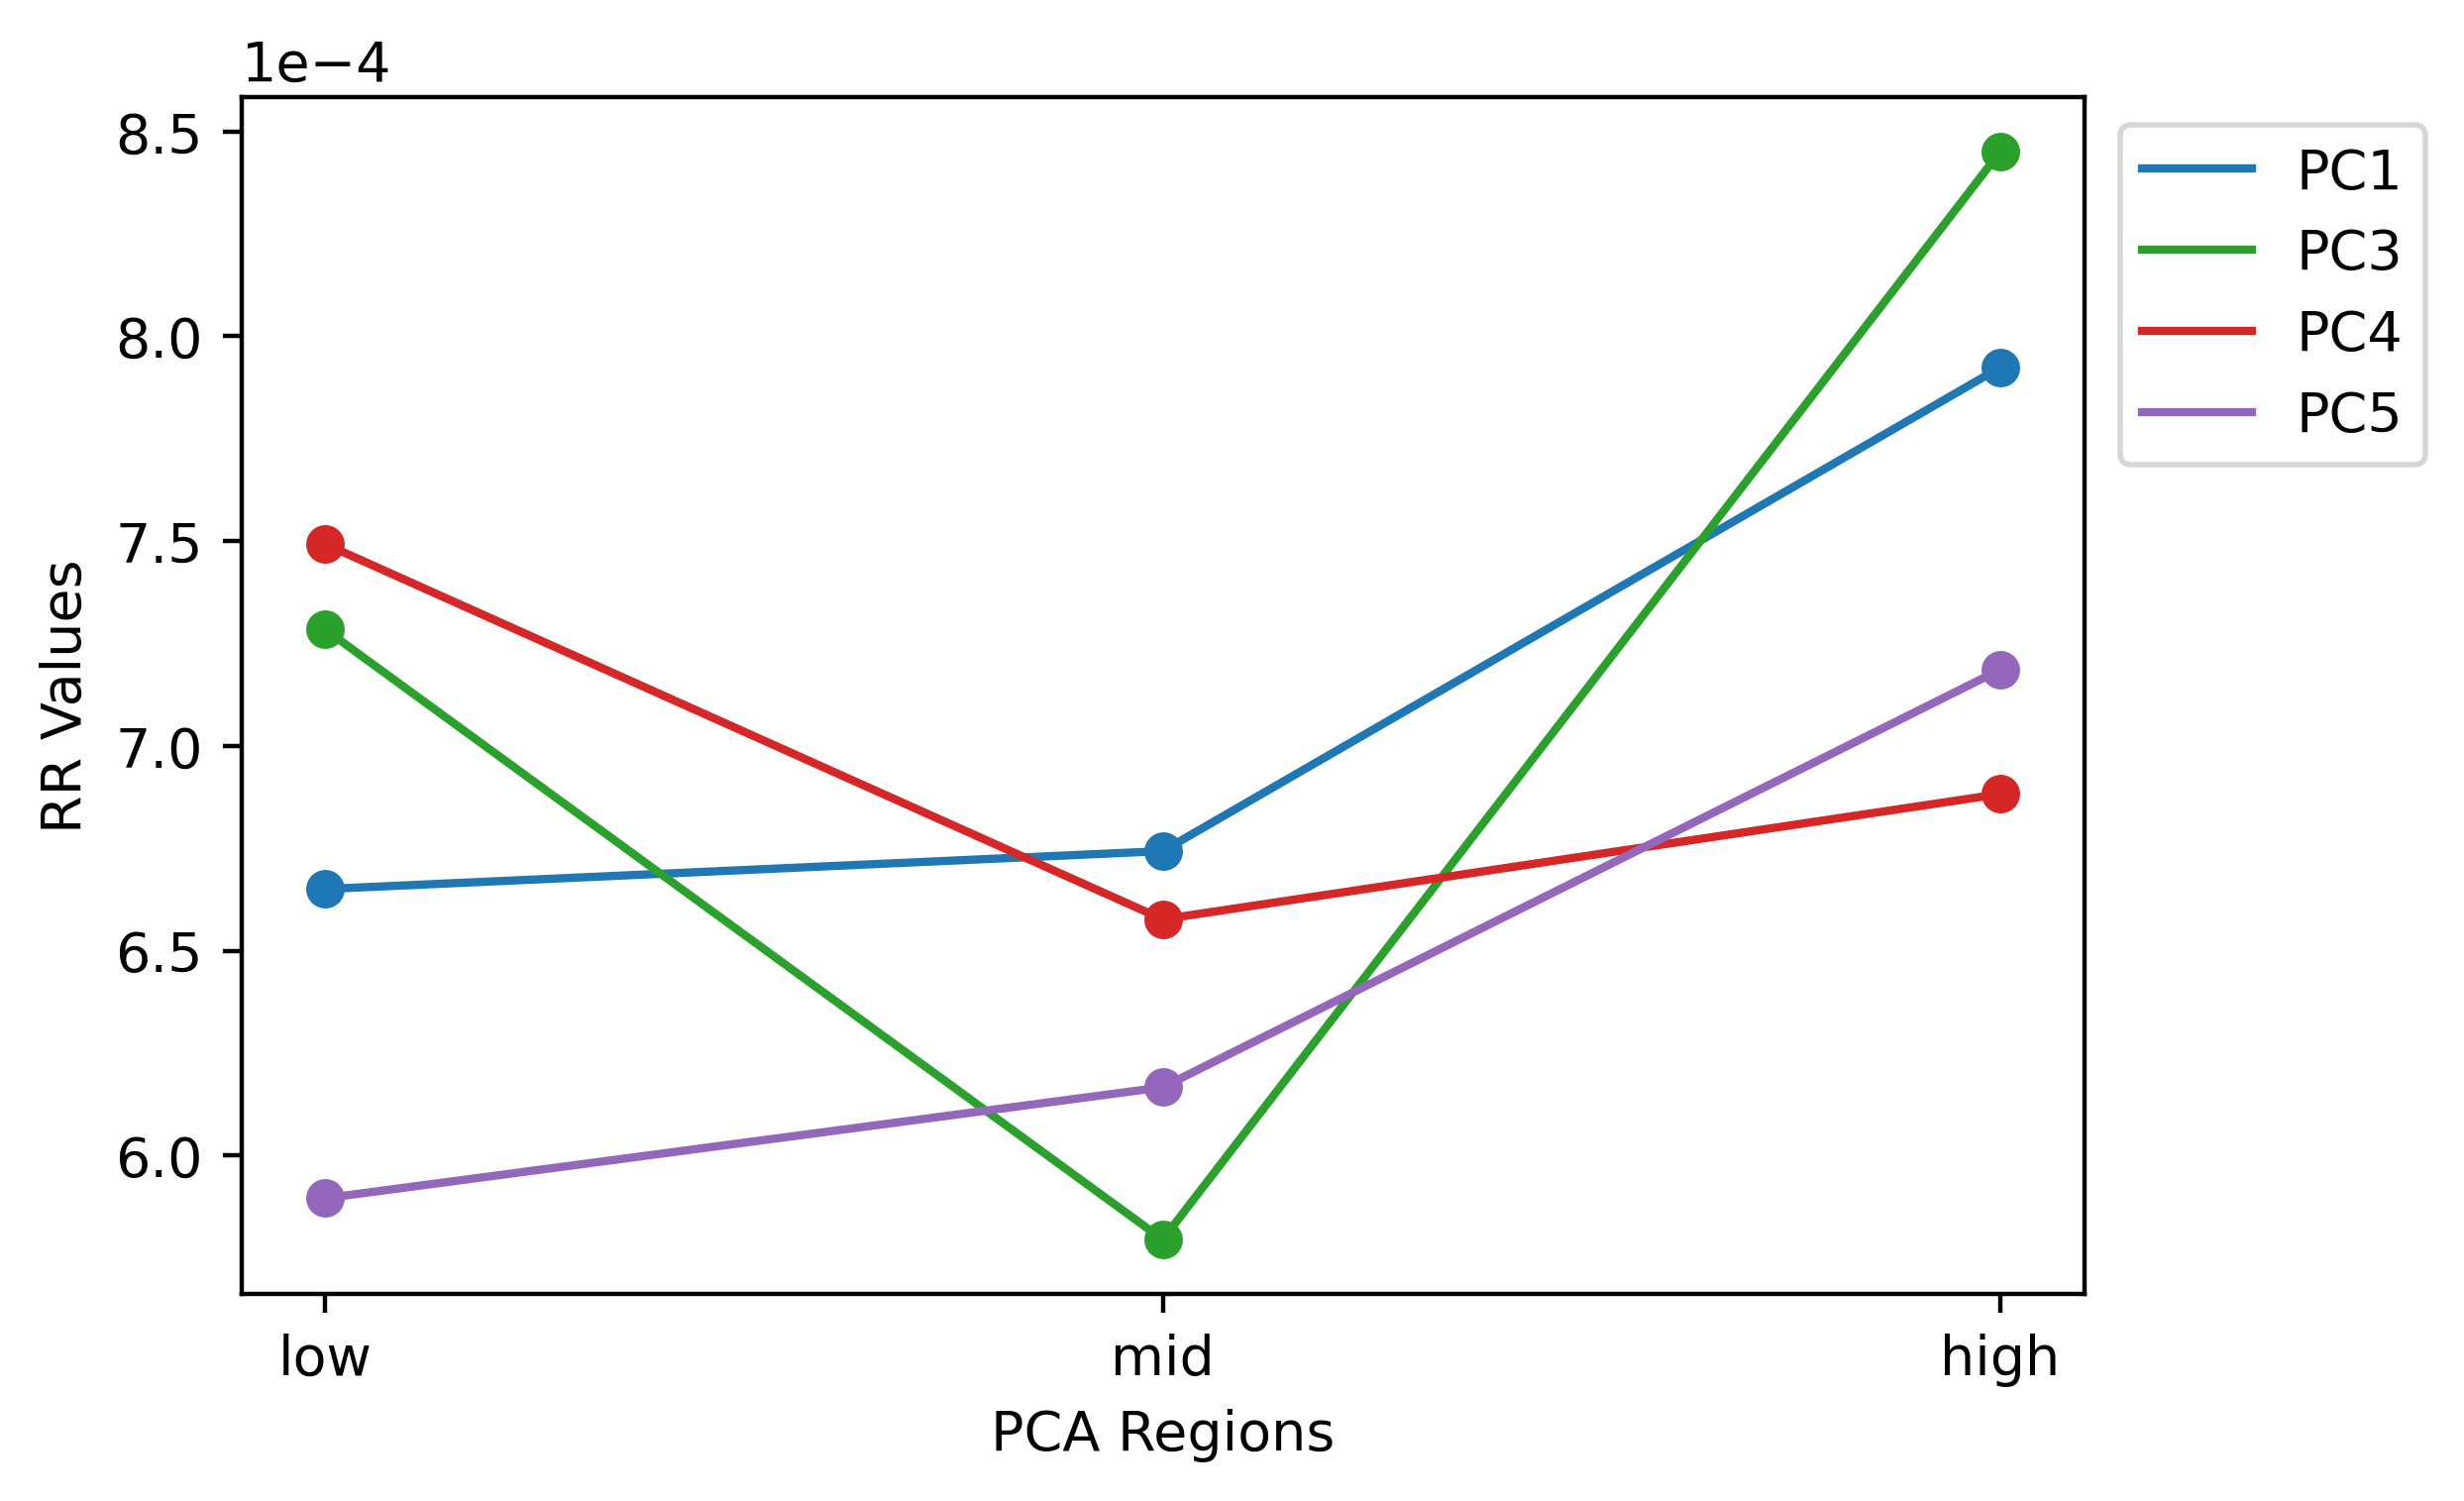 1e−4
8.5
8.0
7.5
7.0
6.5
6.0
RR Values
low mid high
PCA Regions
PC1
PC3
PC4
PC5